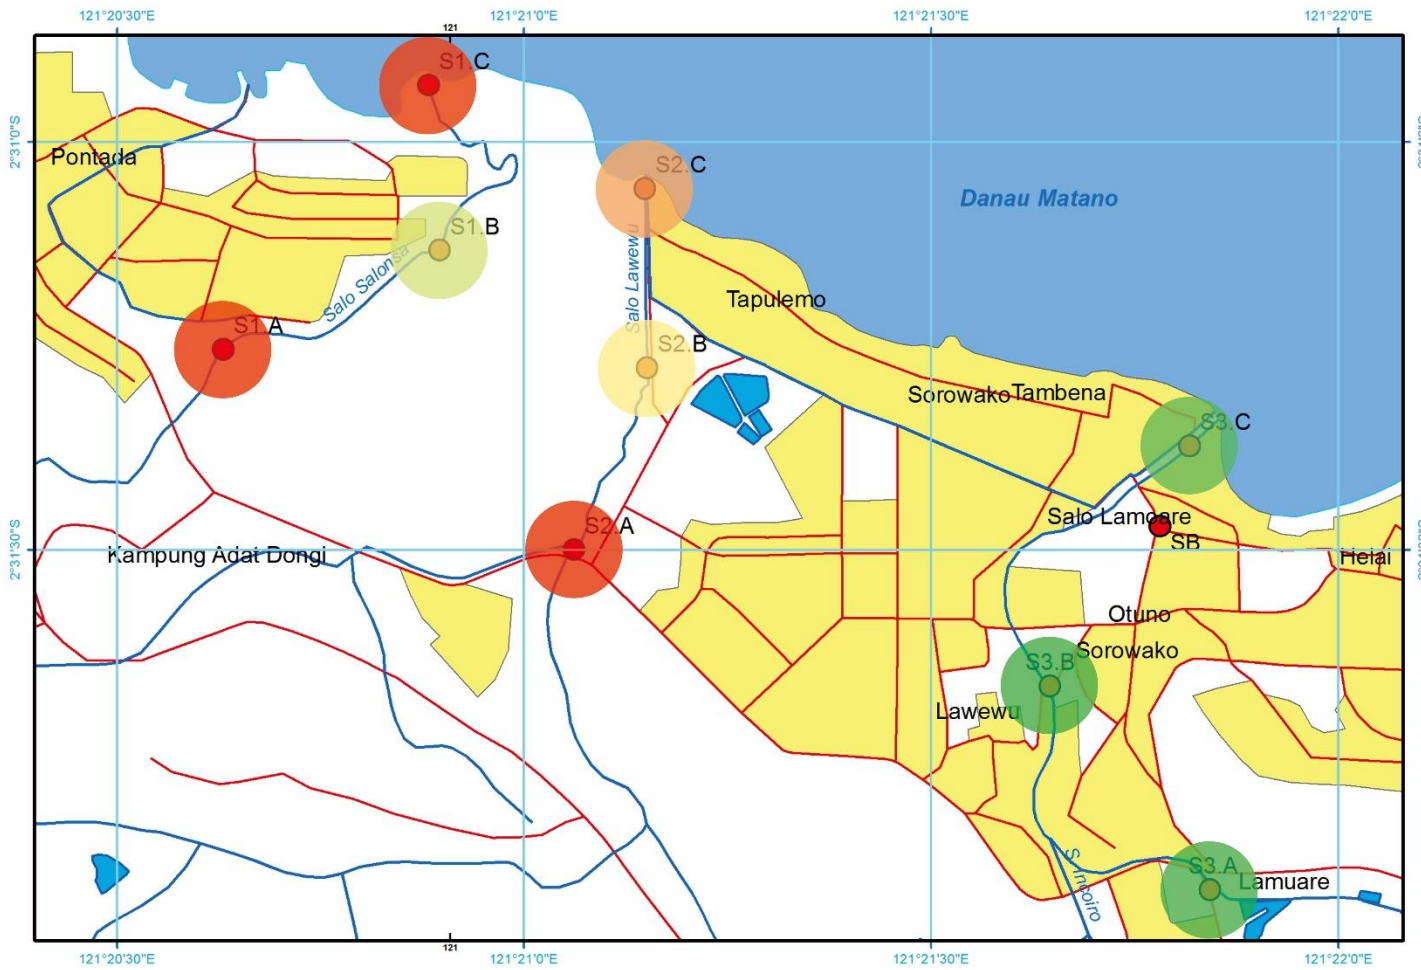 121°20'30"E
121°21'0"E
121°21'30"E
121°22'0"E
121
S1.C
2°31'0"S
Pontada
S2.C
Danau Matano
S1.B
Salo Salonsa
Salo Lawewu
Tapulemo
S1.A
S2.B
Sorowako
Tambena
S3.C
Salo Lamoare
S2.A
2°31'30"S
SB
Kampung Adat Dongi
Helai
Otuno
Sorowako
S3.B
Lawewu
S. Incoiro
S3.A
Lamuare
121
121°20'30"E
121°21'0"E
121°21'30"E
121°22'0"E